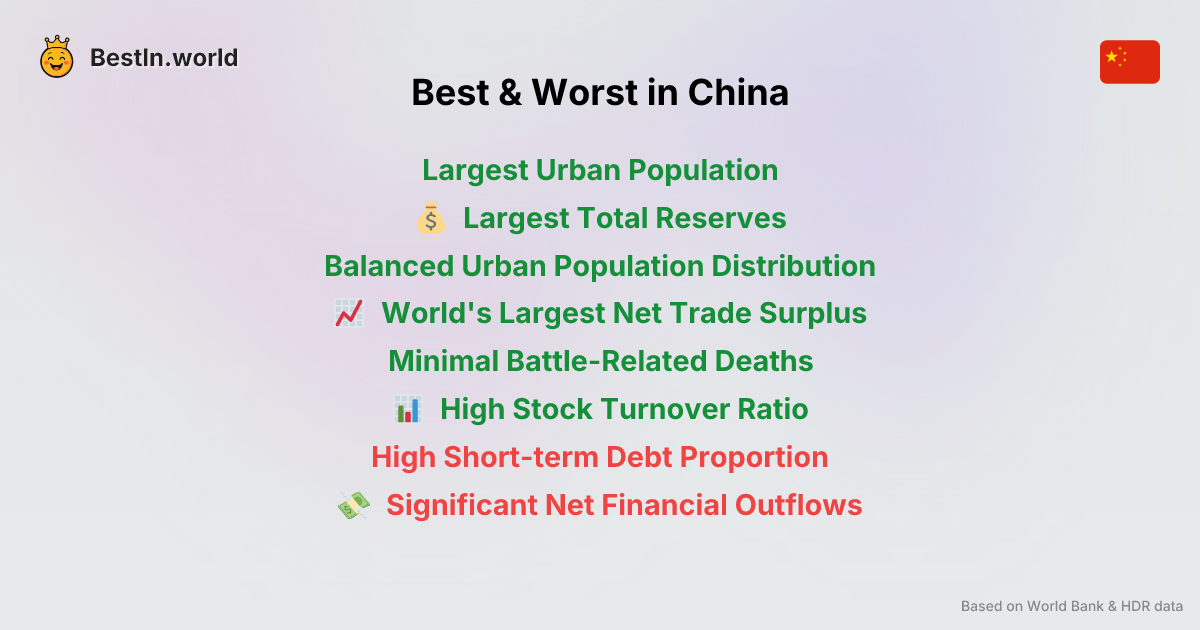 BestIn.world
Best & Worst in China
Largest Urban Population
💰 Largest Total Reserves
Balanced Urban Population Distribution
📈 World's Largest Net Trade Surplus
Minimal Battle-Related Deaths
📊 High Stock Turnover Ratio
High Short-term Debt Proportion
💸 Significant Net Financial Outflows
Based on World Bank & HDR data